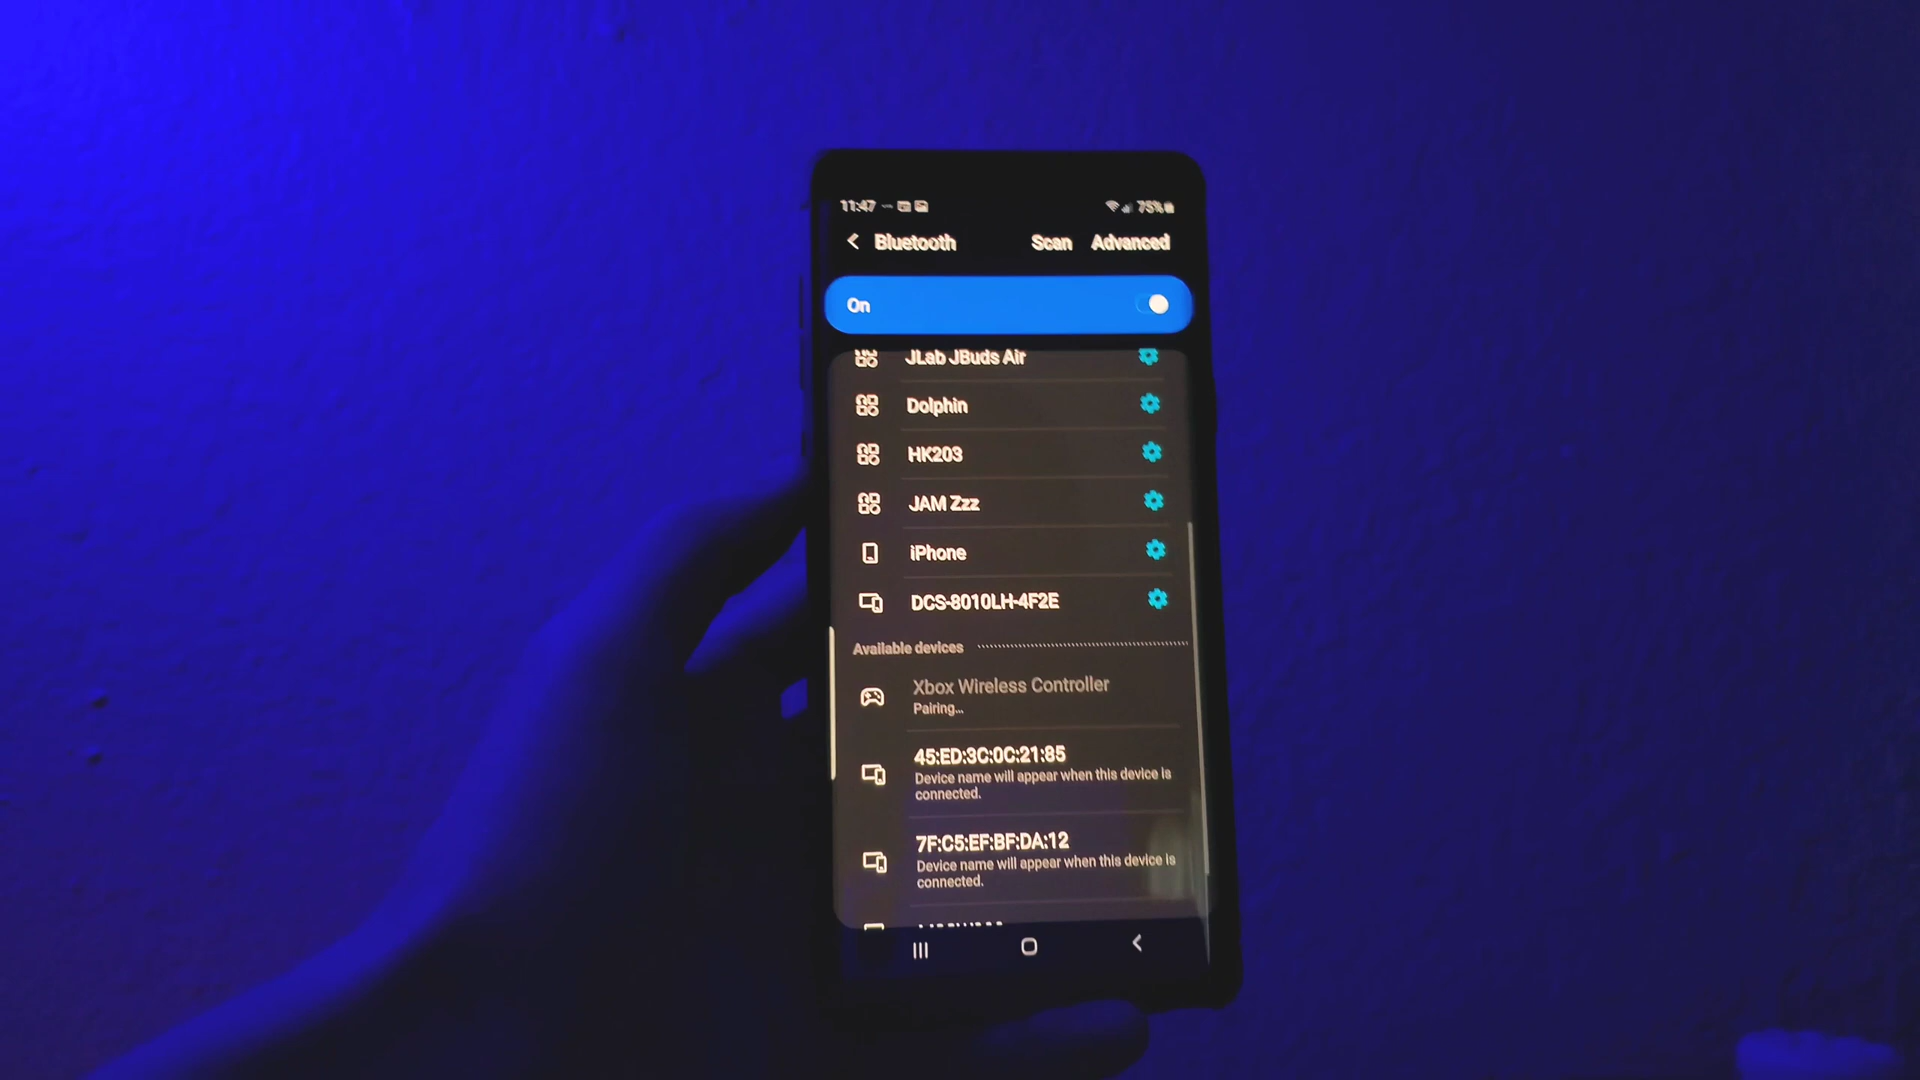 11:47 75%
Bluetooth Scan Advanced
On
JLab JBuds Air
Dolphin
HK203
JAM Zzz
iPhone
DCS-8010LH-4F2E
Available devices
Xbox Wireless Controller
Pairing...
45:ED:3C:0C:21:85
Device name will appear when this device is
connected.
7F:C5:EF:BF:DA:12
Device name will appear when this device is
connected.